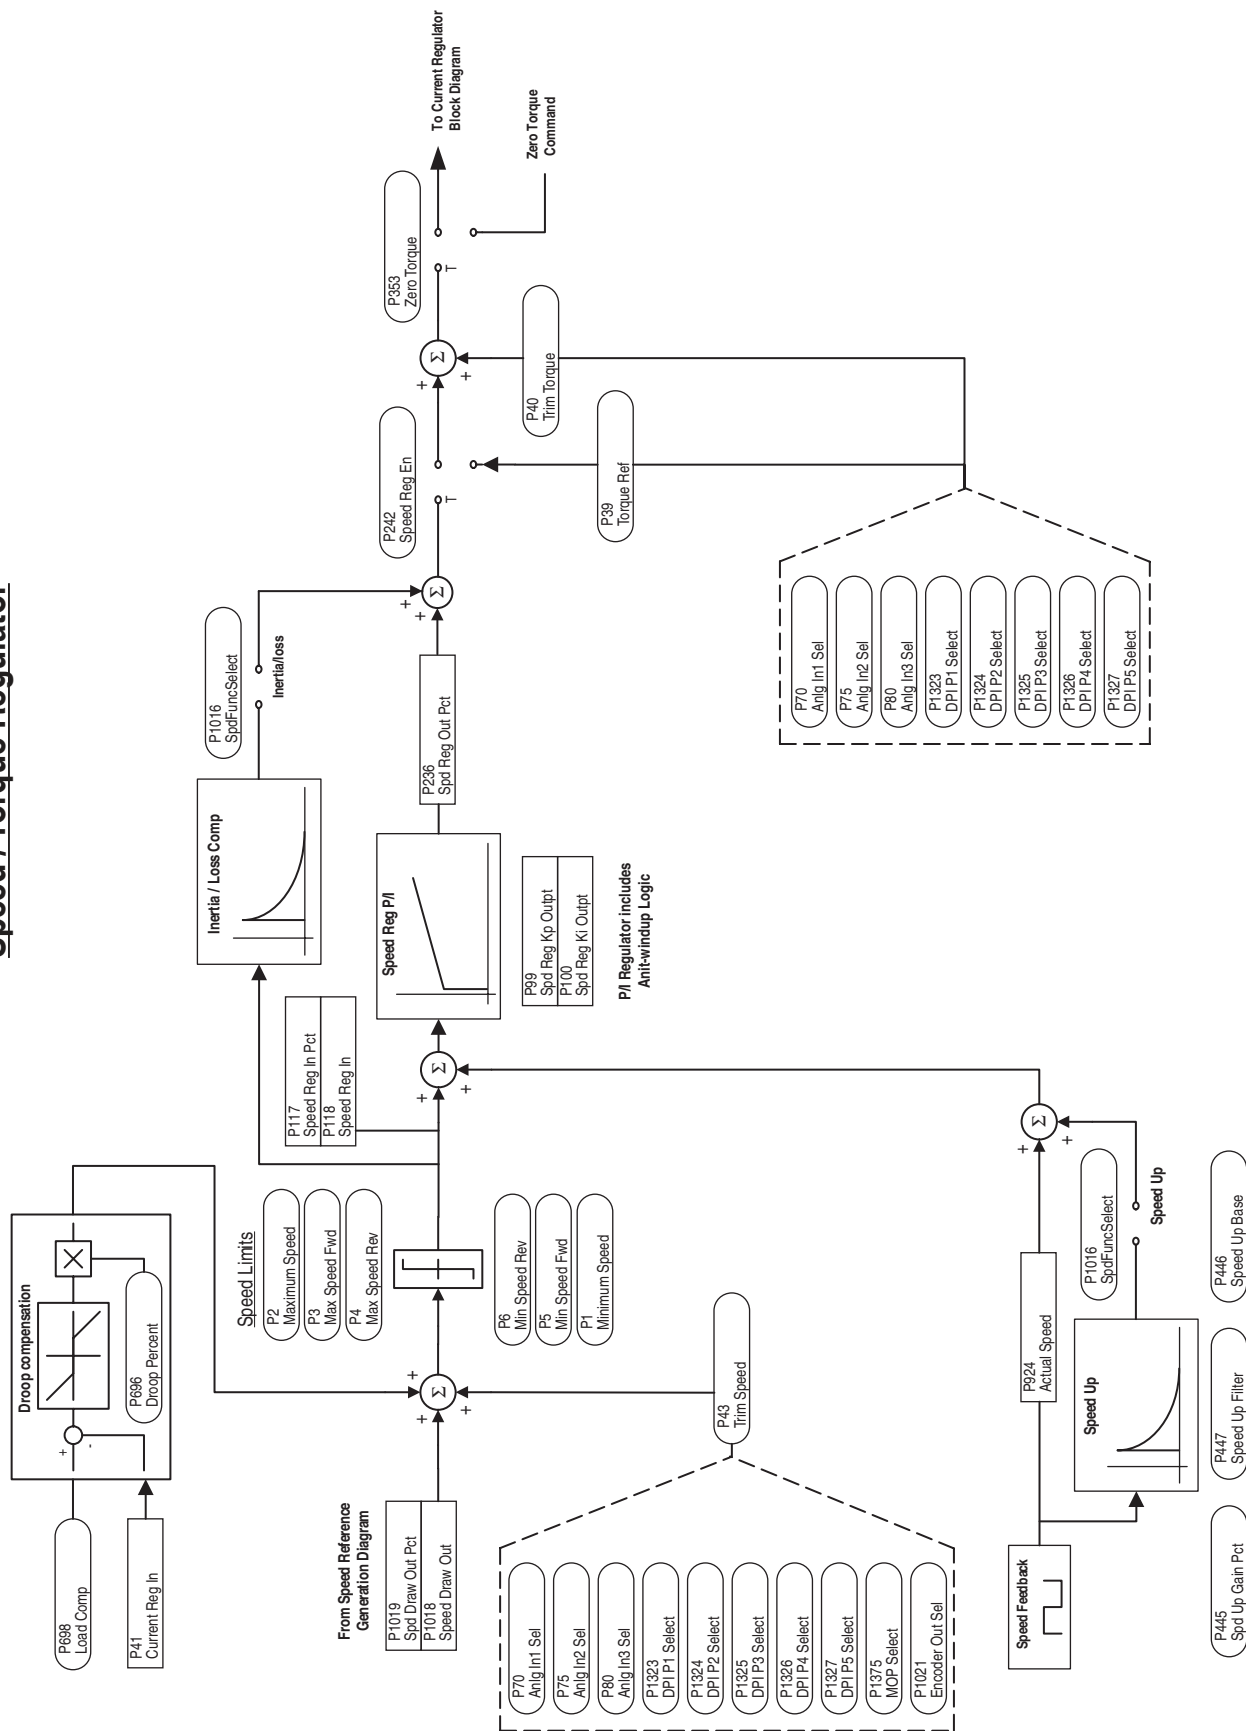 Speed / Torque Regulator
Droop compensation
+
-
P696
Droop Percent
P698
Load Comp
P41
Current Reg In
Speed Limits
P2
Maximum Speed
P3
Max Speed Fwd
P4
Max Speed Rev
P6
Min Speed Rev
P5
Min Speed Fwd
P1
Minimum Speed
From Speed Reference
Generation Diagram
P1019
Spd Draw Out Pct
P1018
Speed Draw Out
+
+
+
Σ
P43
Trim Speed
P70
Anlg In1 Sel
P75
Anlg In2 Sel
P80
Anlg In3 Sel
P1323
DPI P1 Select
P1324
DPI P2 Select
P1325
DPI P3 Select
P1326
DPI P4 Select
P1327
DPI P5 Select
P1375
MOP Select
P1021
Encoder Out Sel
P117
Speed Reg In Pct
P118
Speed Reg In
+
+
Σ
Inertia / Loss Comp
P1016
SpdFuncSelect
Inertia/loss
Speed Reg P/I
P99
Spd Reg Kp Outpt
P100
Spd Reg Ki Outpt
P/I Regulator includes
Anit-windup Logic
P236
Spd Reg Out Pct
+
+
Σ
P242
Speed Reg En
T
P39
Torque Ref
P40
Trim Torque
+
+
Σ
P353
Zero Torque
T
To Current Regulator
Block Diagram
Zero Torque
Command
P70
Anlg In1 Sel
P75
Anlg In2 Sel
P80
Anlg In3 Sel
P1323
DPI P1 Select
P1324
DPI P2 Select
P1325
DPI P3 Select
P1326
DPI P4 Select
P1327
DPI P5 Select
Speed Feedback
P924
Actual Speed
Speed Up
P1016
SpdFuncSelect
Speed Up
+
+
Σ
P445
Spd Up Gain Pct
P447
Speed Up Filter
P446
Speed Up Base